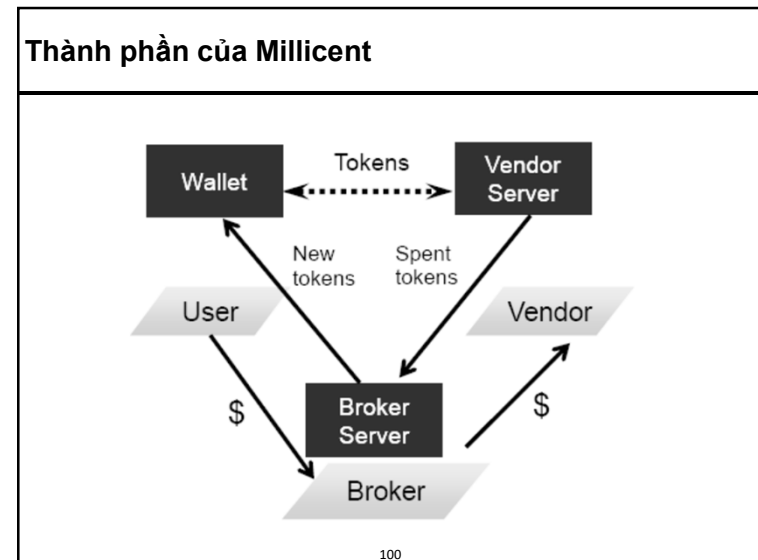 Thành phần của Millicent
Wallet
Tokens
Vendor
Server
New
tokens
Spent
tokens
User
Vendor
$
Broker
Server
$
Broker
100